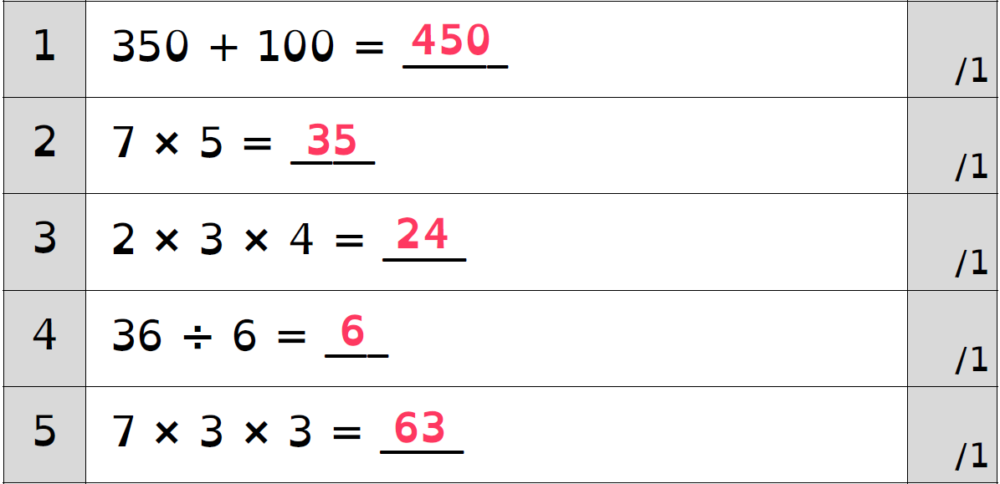 1 350 + 100 = 450 /1
2 7 × 5 = 35 /1
3 2 × 3 × 4 = 24 /1
4 36 ÷ 6 = 6 /1
5 7 × 3 × 3 = 63 /1